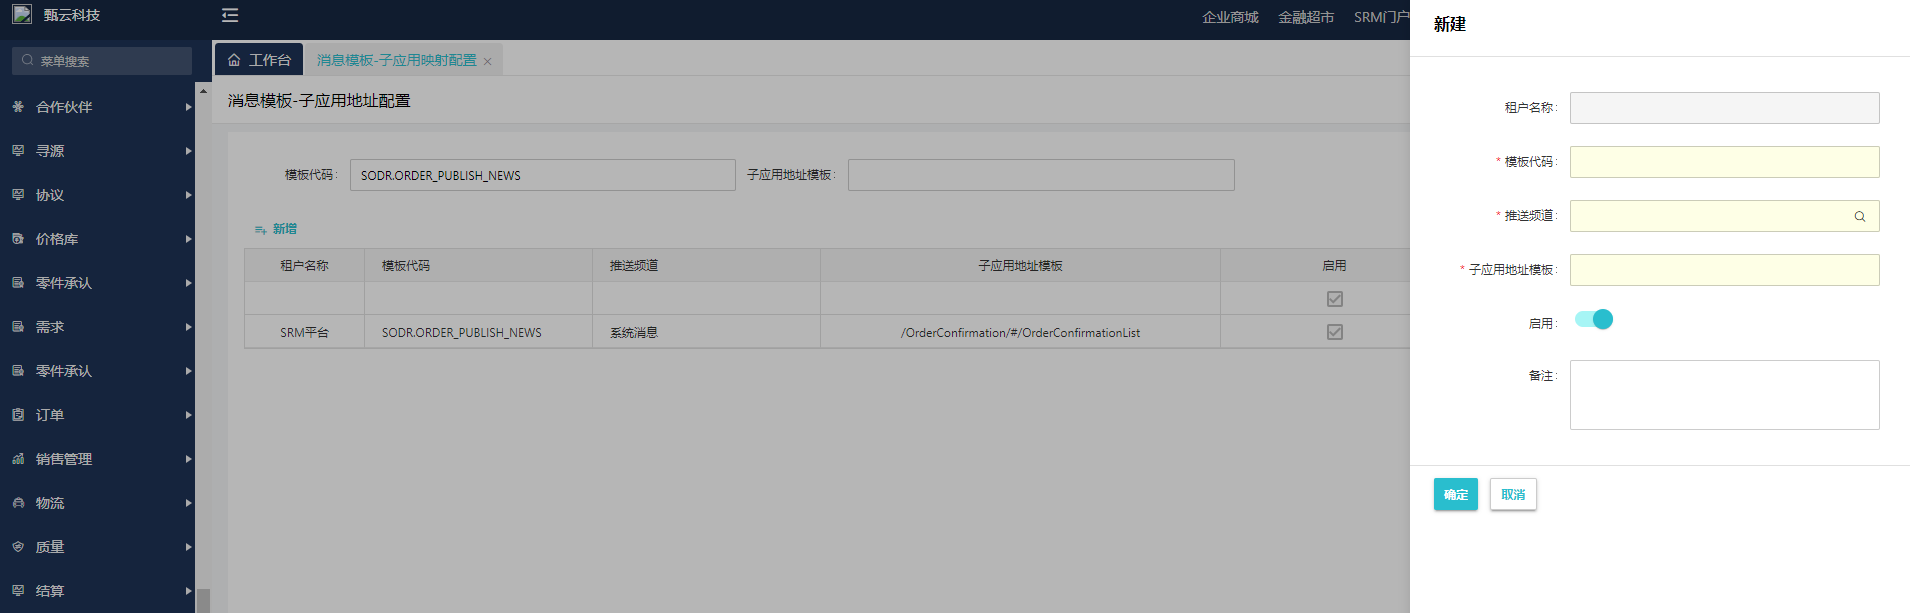 甄云科技
企业商城 金融超市 SRM门户
新建
菜单搜索
工作台 消息模板-子应用映射配置 ×
消息模板-子应用地址配置
合作伙伴
寻源
协议
价格库
零件承认
需求
零件承认
订单
销售管理
物流
质量
结算
模板代码: SODR.ORDER_PUBLISH_NEWS 子应用地址模板:
新增
租户名称 模板代码 推送频道 子应用地址模板 启用
SRM平台 SODR.ORDER_PUBLISH_NEWS 系统消息 /OrderConfirmation/#/OrderConfirmationList
租户名称:
* 模板代码:
* 推送频道:
* 子应用地址模板:
启用:
备注:
确定 取消